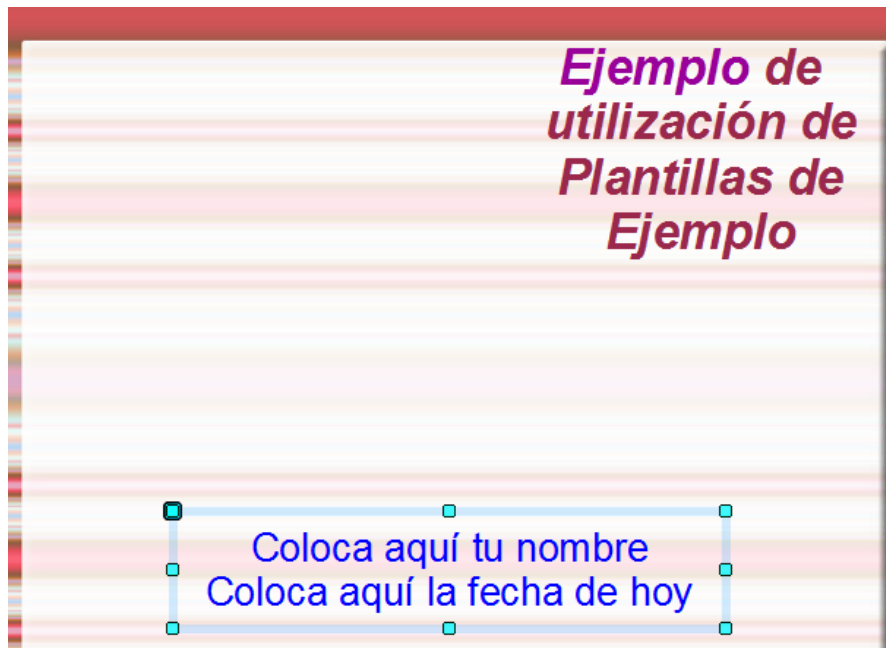 Ejemplo de
utilización de
Plantillas de
Ejemplo
Coloca aquí tu nombre
Coloca aquí la fecha de hoy